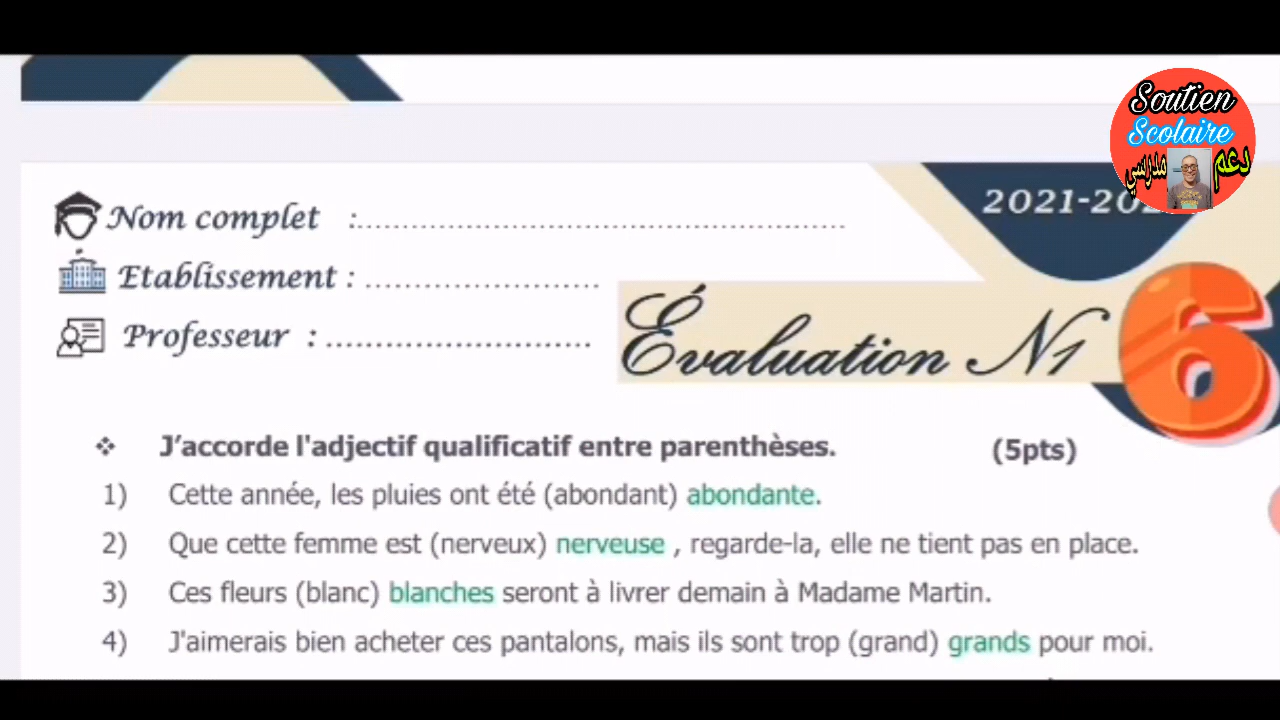 Soutien
Scolaire
دعم مدرسي
2021-202
Nom complet :
Etablissement :
Professeur :
Évaluation N1
6
❖ J'accorde l'adjectif qualificatif entre parenthèses. (5pts)
1) Cette année, les pluies ont été (abondant) abondante.
2) Que cette femme est (nerveux) nerveuse , regarde-la, elle ne tient pas en place.
3) Ces fleurs (blanc) blanches seront à livrer demain à Madame Martin.
4) J'aimerais bien acheter ces pantalons, mais ils sont trop (grand) grands pour moi.